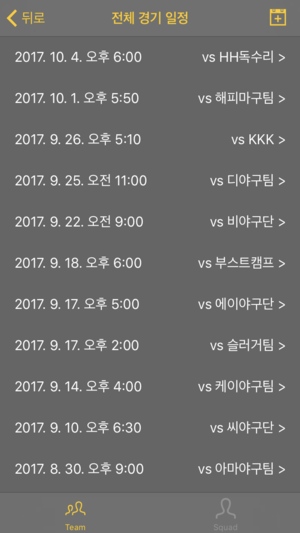 뒤로 전체 경기 일정
2017. 10. 4. 오후 6:00 vs HH독수리 >
2017. 10. 1. 오후 5:50 vs 해피마구팀 >
2017. 9. 26. 오후 5:10 vs KKK >
2017. 9. 25. 오전 11:00 vs 디야구팀 >
2017. 9. 22. 오전 9:00 vs 비야구단 >
2017. 9. 18. 오후 6:00 vs 부스트캠프 >
2017. 9. 17. 오후 5:00 vs 에이야구단 >
2017. 9. 17. 오후 2:00 vs 슬러거팀 >
2017. 9. 14. 오후 4:00 vs 케이야구팀 >
2017. 9. 10. 오후 6:30 vs 씨야구단 >
2017. 8. 30. 오후 9:00 vs 아마야구팀 >
Team Squad